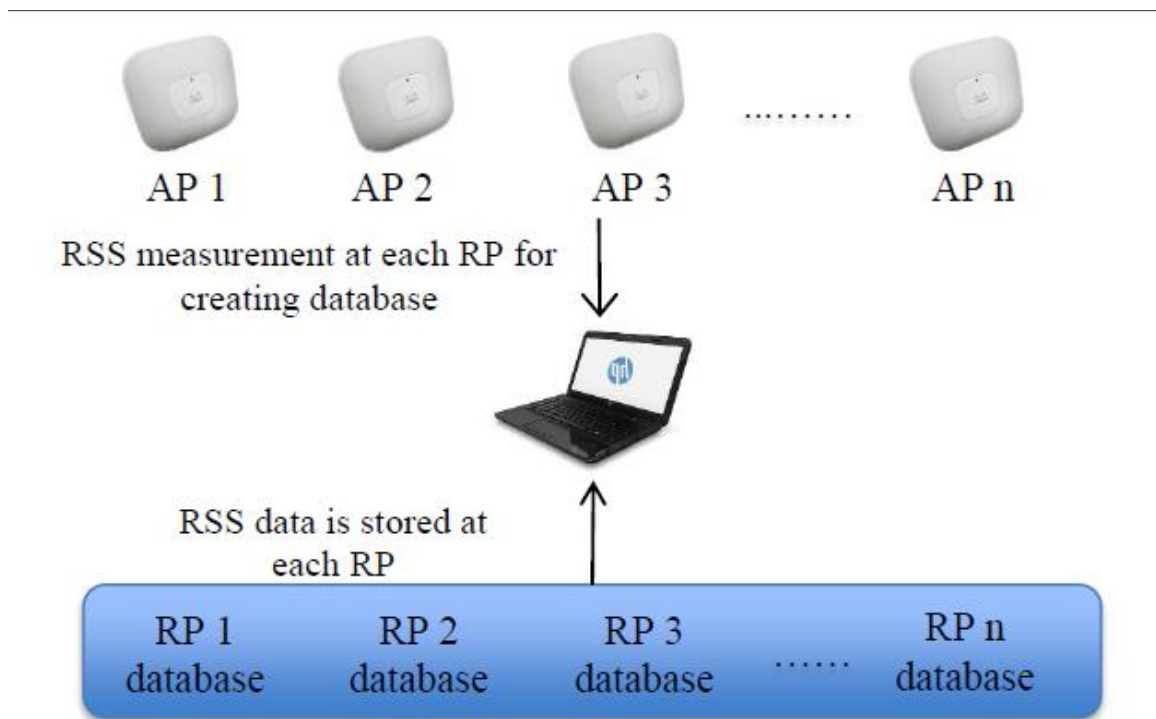 AP 1 AP 2 AP 3 .......... AP n
RSS measurement at each RP for
creating database
hp
RSS data is stored at
each RP
RP 1 RP 2 RP 3 RP n
database database database ...... database